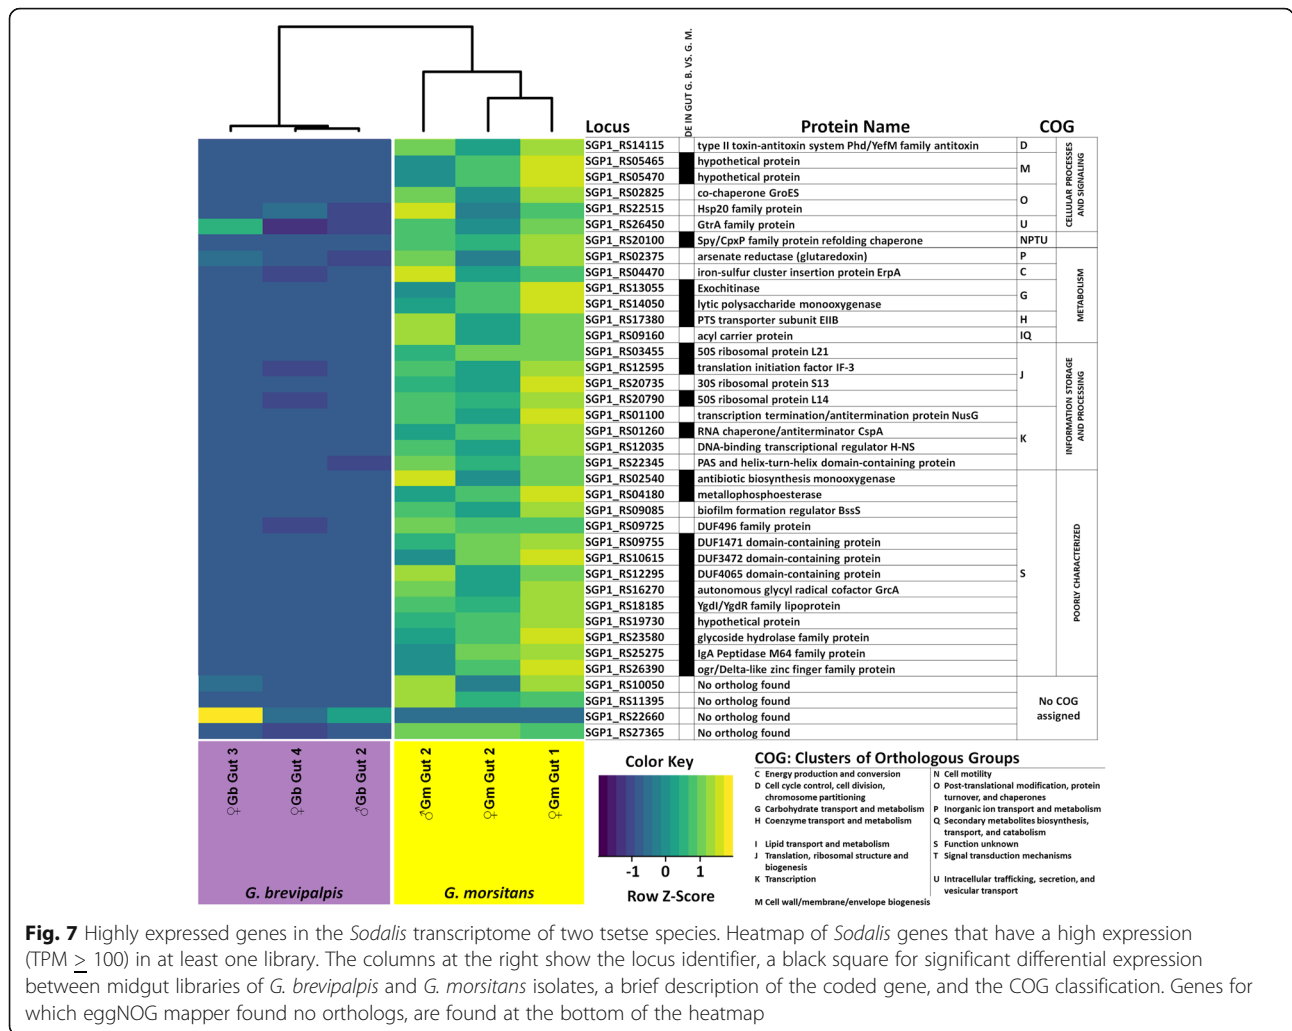 DE IN GUT G. B. VS. G. M.
Locus Protein Name COG
SGP1_RS14115 type II toxin-antitoxin system Phd/YefM family antitoxin D
SGP1_RS05465 hypothetical protein
M
SGP1_RS05470 hypothetical protein
SGP1_RS02825 co-chaperone GroES
O
SGP1_RS22515 Hsp20 family protein
SGP1_RS26450 GtrA family protein U
SGP1_RS20100 Spy/CpxP family protein refolding chaperone NPTU
CELLULAR PROCESSES
AND SIGNALING
SGP1_RS02375 arsenate reductase (glutaredoxin) P
SGP1_RS04470 iron-sulfur cluster insertion protein ErpA C
SGP1_RS13055 Exochitinase
G
SGP1_RS14050 lytic polysaccharide monooxygenase
SGP1_RS17380 PTS transporter subunit EIIB H
SGP1_RS09160 acyl carrier protein IQ
METABOLISM
SGP1_RS03455 50S ribosomal protein L21
SGP1_RS12595 translation initiation factor IF-3
J
SGP1_RS20735 30S ribosomal protein S13
SGP1_RS20790 50S ribosomal protein L14
SGP1_RS01100 transcription termination/antitermination protein NusG
SGP1_RS01260 RNA chaperone/antiterminator CspA
K
SGP1_RS12035 DNA-binding transcriptional regulator H-NS
SGP1_RS22345 PAS and helix-turn-helix domain-containing protein
INFORMATION STORAGE
AND PROCESSING
SGP1_RS02540 antibiotic biosynthesis monooxygenase
SGP1_RS04180 metallophosphoesterase
SGP1_RS09085 biofilm formation regulator BssS
SGP1_RS09725 DUF496 family protein
SGP1_RS09755 DUF1471 domain-containing protein
SGP1_RS10615 DUF3472 domain-containing protein
SGP1_RS12295 DUF4065 domain-containing protein S
SGP1_RS16270 autonomous glycyl radical cofactor GrcA
SGP1_RS18185 YgdI/YgdR family lipoprotein
SGP1_RS19730 hypothetical protein
SGP1_RS23580 glycoside hydrolase family protein
SGP1_RS25275 IgA Peptidase M64 family protein
SGP1_RS26390 ogr/Delta-like zinc finger family protein
POORLY CHARACTERIZED
SGP1_RS10050 No ortholog found
SGP1_RS11395 No ortholog found
SGP1_RS22660 No ortholog found
SGP1_RS27365 No ortholog found
No COG
assigned
♀Gb Gut 3
♀Gb Gut 4
♂Gb Gut 2
♂Gm Gut 2
♀Gm Gut 2
♀Gm Gut 1
G. brevipalpis
G. morsitans
Color Key
-1 0 1
Row Z-Score
COG: Clusters of Orthologous Groups
C Energy production and conversion
D Cell cycle control, cell division,
chromosome partitioning
G Carbohydrate transport and metabolism
H Coenzyme transport and metabolism
I Lipid transport and metabolism
J Translation, ribosomal structure and
biogenesis
K Transcription
M Cell wall/membrane/envelope biogenesis
N Cell motility
O Post-translational modification, protein
turnover, and chaperones
P Inorganic ion transport and metabolism
Q Secondary metabolites biosynthesis,
transport, and catabolism
S Function unknown
T Signal transduction mechanisms
U Intracellular trafficking, secretion, and
vesicular transport
Fig. 7 Highly expressed genes in the Sodalis transcriptome of two tsetse species. Heatmap of Sodalis genes that have a high expression
(TPM ≥ 100) in at least one library. The columns at the right show the locus identifier, a black square for significant differential expression
between midgut libraries of G. brevipalpis and G. morsitans isolates, a brief description of the coded gene, and the COG classification. Genes for
which eggNOG mapper found no orthologs, are found at the bottom of the heatmap